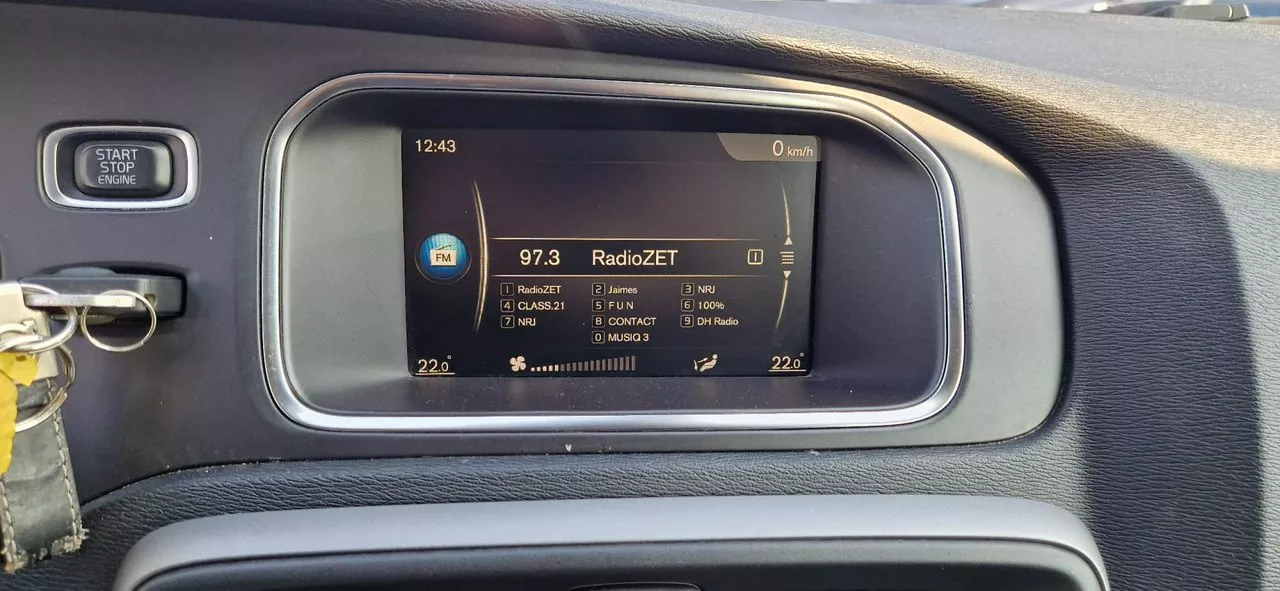 START
STOP
ENGINE
12:43
0 km/h
FM
97.3 RadioZET 1
1 RadioZET 2 Jaimes 3 NRJ
4 CLASS.21 5 F U N 6 100%
7 NRJ 8 CONTACT 9 DH Radio
0 MUSIQ 3
22.0° 22.0°